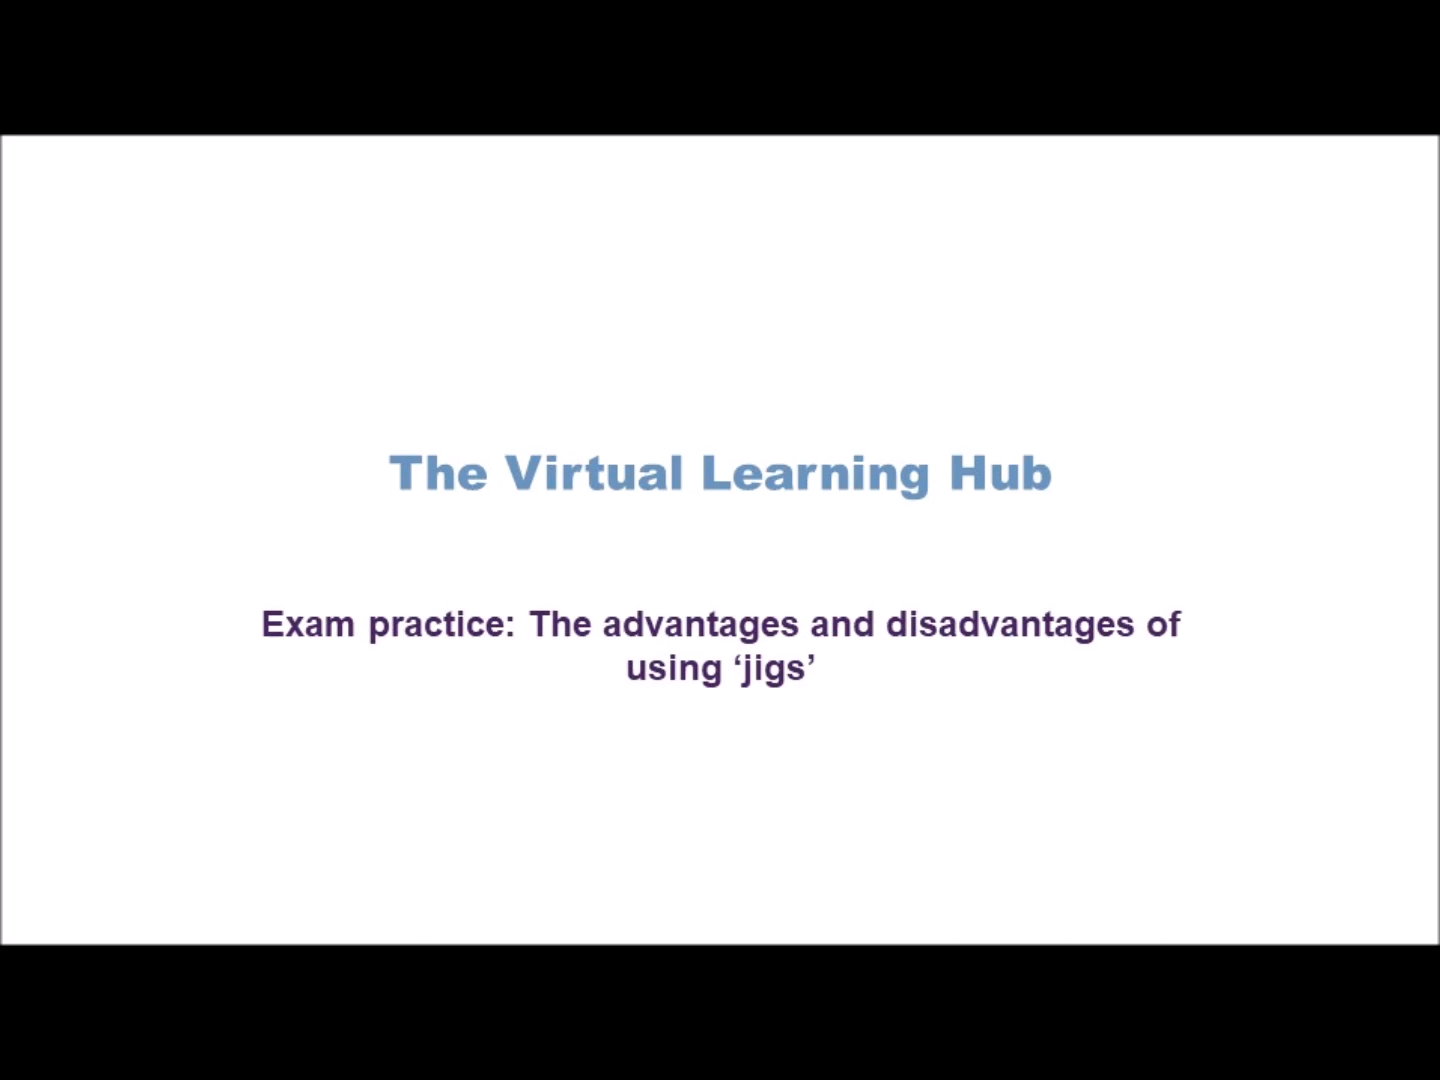 The Virtual Learning Hub
Exam practice: The advantages and disadvantages of
using ‘jigs’